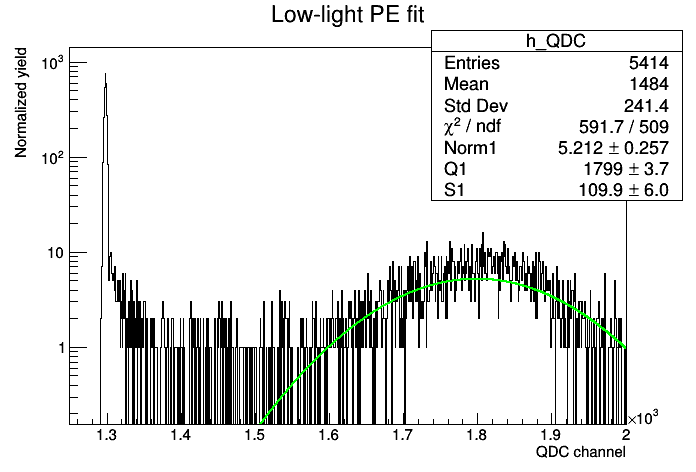 Low-light PE fit
h_QDC
Entries 5414
Mean 1484
Std Dev 241.4
χ² / ndf 591.7 / 509
Norm1 5.212 ± 0.257
Q1 1799 ± 3.7
S1 109.9 ± 6.0
Normalized yield
10³
10²
10
1
1.3 1.4 1.5 1.6 1.7 1.8 1.9 2
×10³
QDC channel